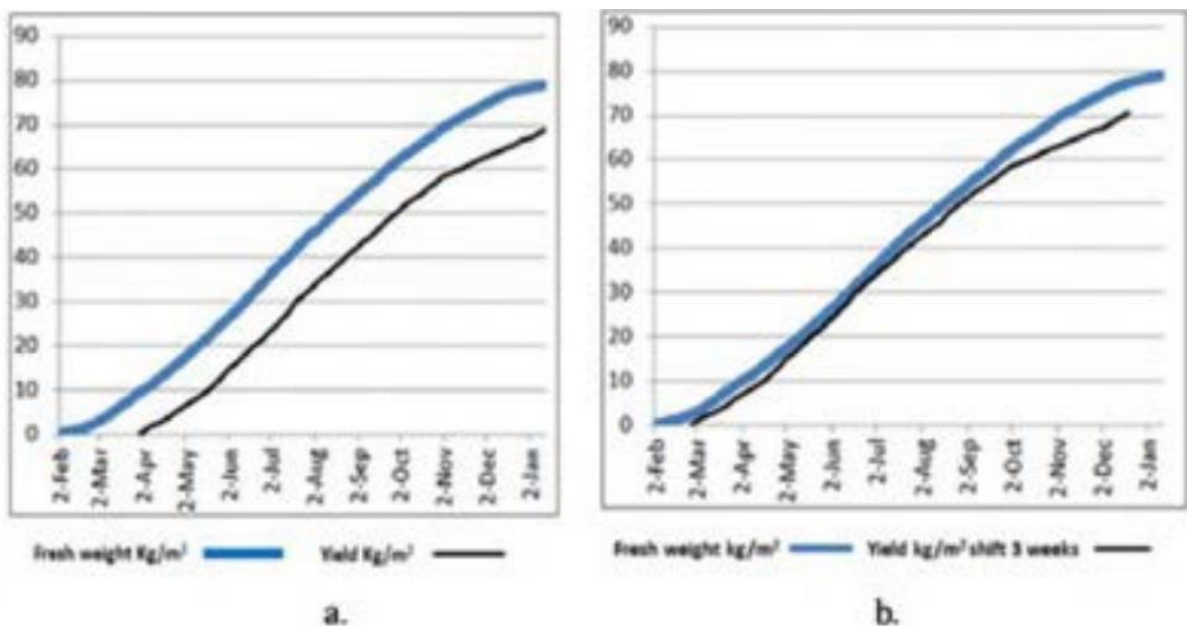 90
80
70
60
50
40
30
20
10
0
2-Feb
2-Mar
2-Apr
2-May
2-Jun
2-Jul
2-Aug
2-Sep
2-Oct
2-Nov
2-Dec
2-Jan
Fresh weight Kg/m² Yield Kg/m²
a.
90
80
70
60
50
40
30
20
10
0
2-Feb
2-Mar
2-Apr
2-May
2-Jun
2-Jul
2-Aug
2-Sep
2-Oct
2-Nov
2-Dec
2-Jan
Fresh weight kg/m² Yield kg/m² shift 3 weeks
b.